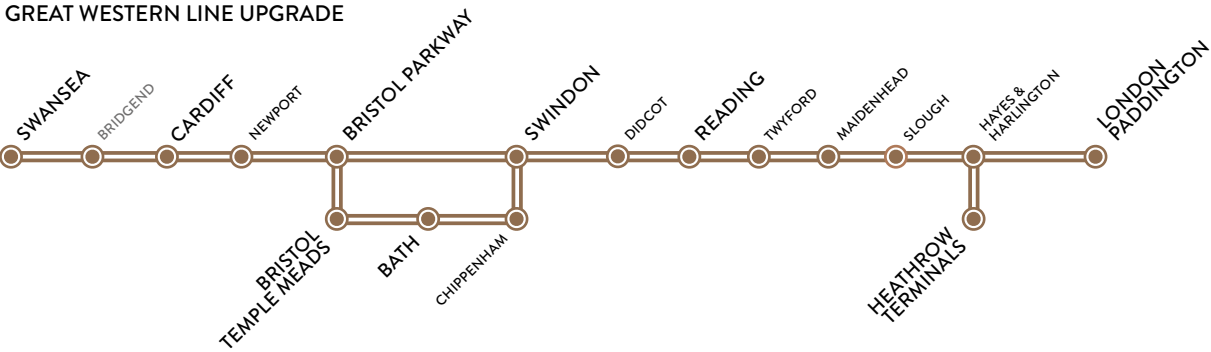 GREAT WESTERN LINE UPGRADE
SWANSEA
BRIDGEND
CARDIFF
NEWPORT
BRISTOL PARKWAY
SWINDON
DIDCOT
READING
TWYFORD
MAIDENHEAD
SLOUGH
HAYES &
HARLINGTON
LONDON
PADDINGTON
BRISTOL
TEMPLE MEADS
BATH
CHIPPENHAM
HEATHROW
TERMINALS